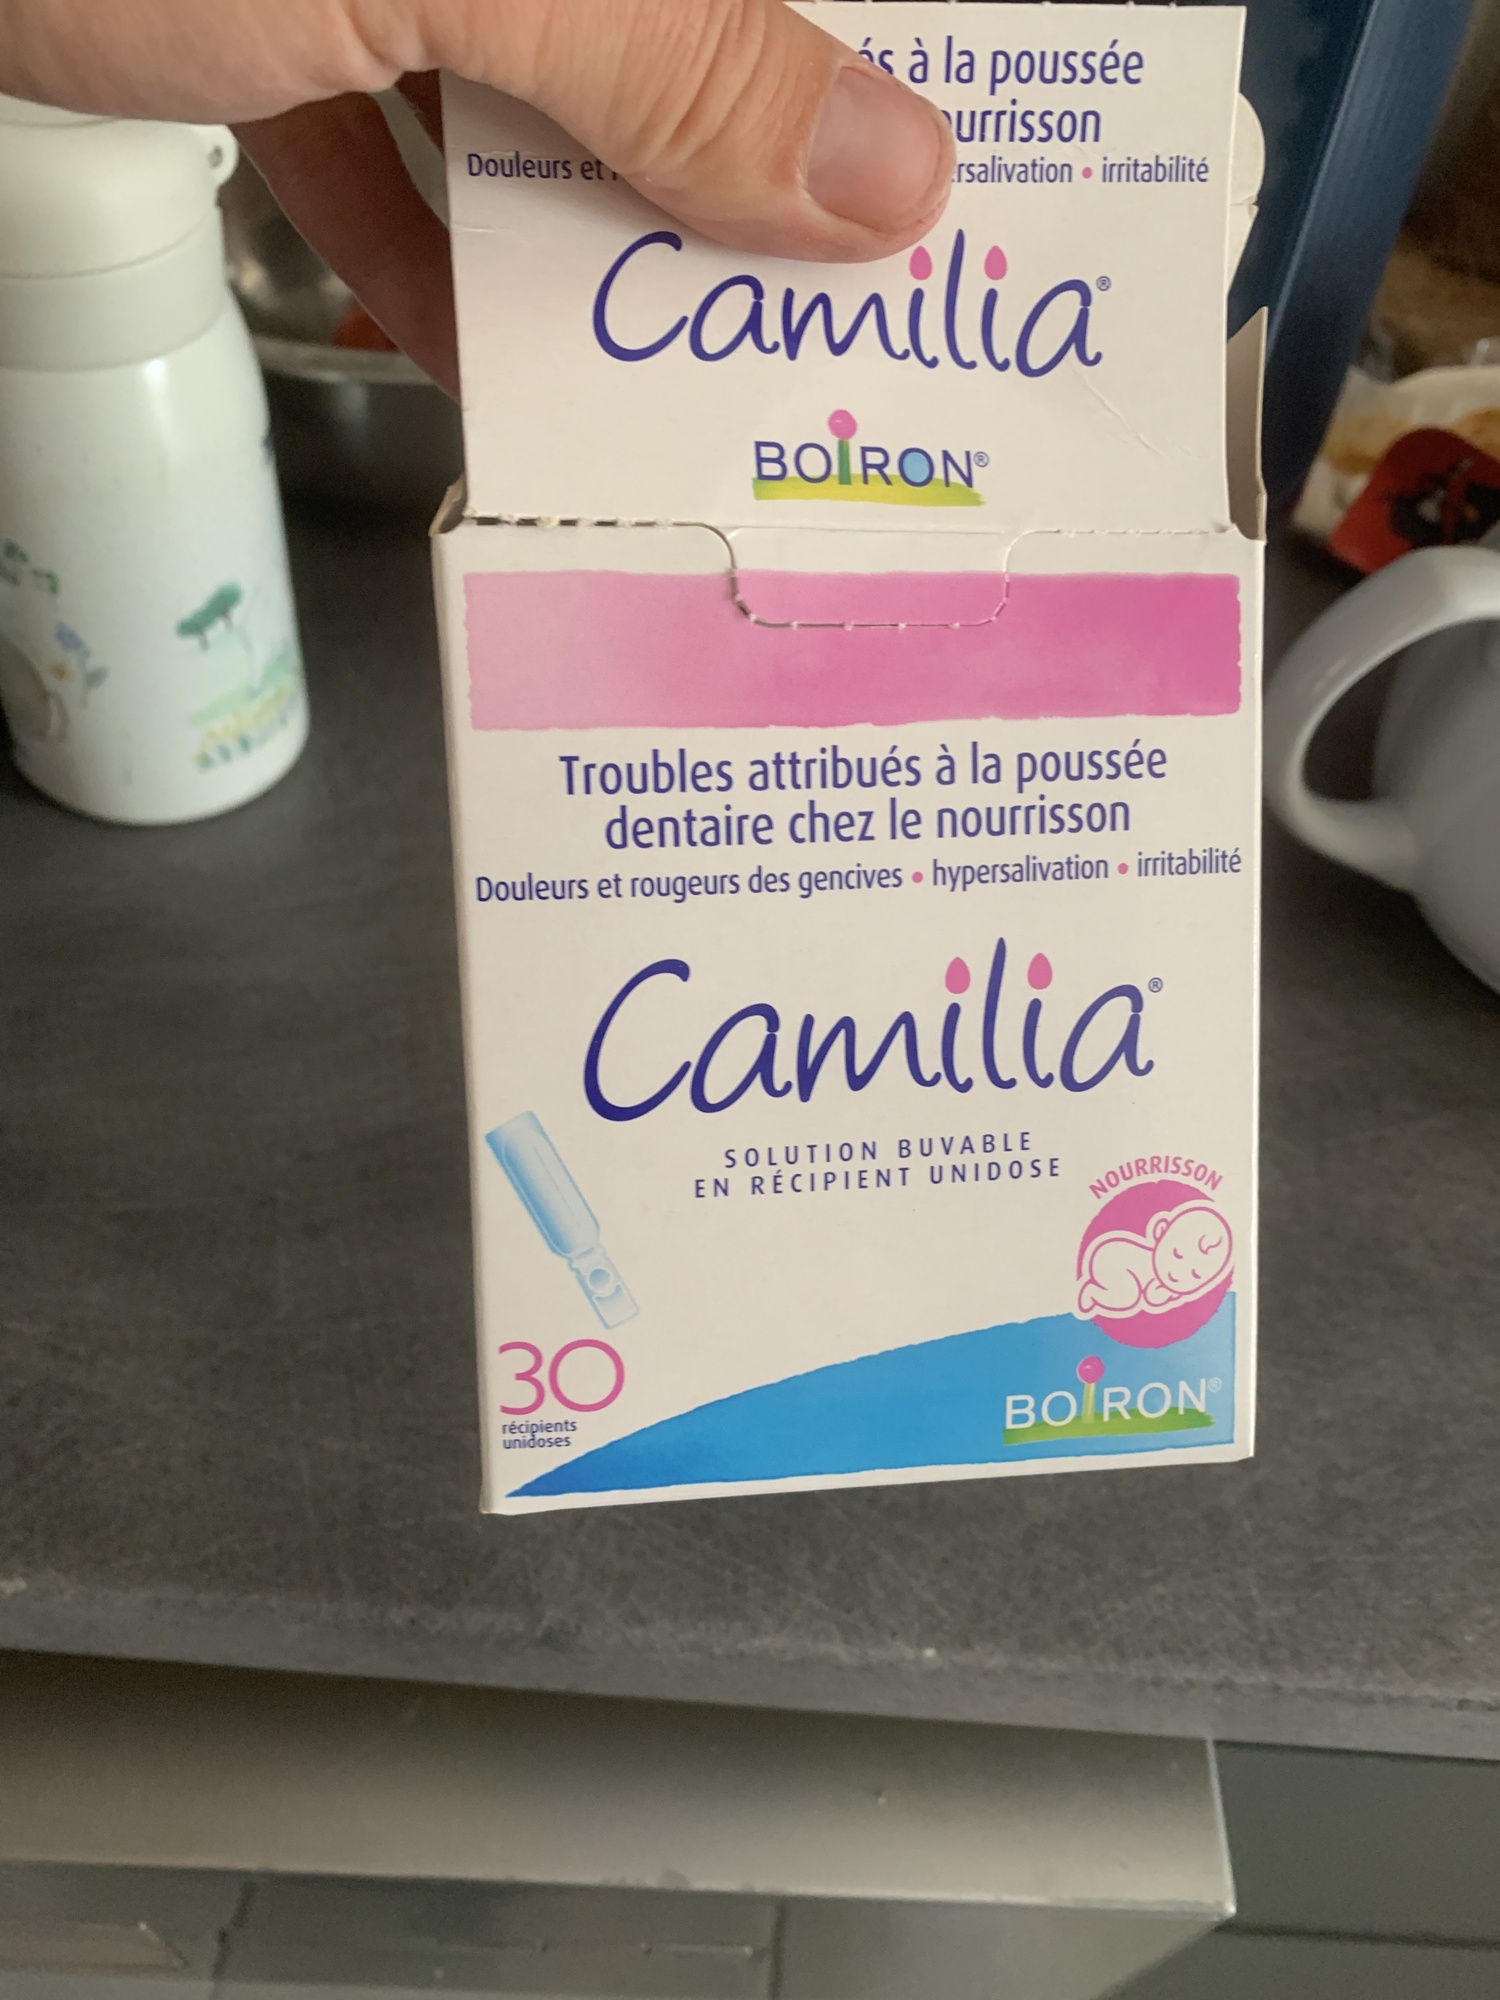 és à la poussée
urrisson
Douleurs et
rsalivation • irritabilité
Camilia®
BOIRON®
Troubles attribués à la poussée
dentaire chez le nourrisson
Douleurs et rougeurs des gencives • hypersalivation • irritabilité
Camilia®
SOLUTION BUVABLE
EN RÉCIPIENT UNIDOSE
NOURRISSON
30
récipients
unidoses
BOIRON®